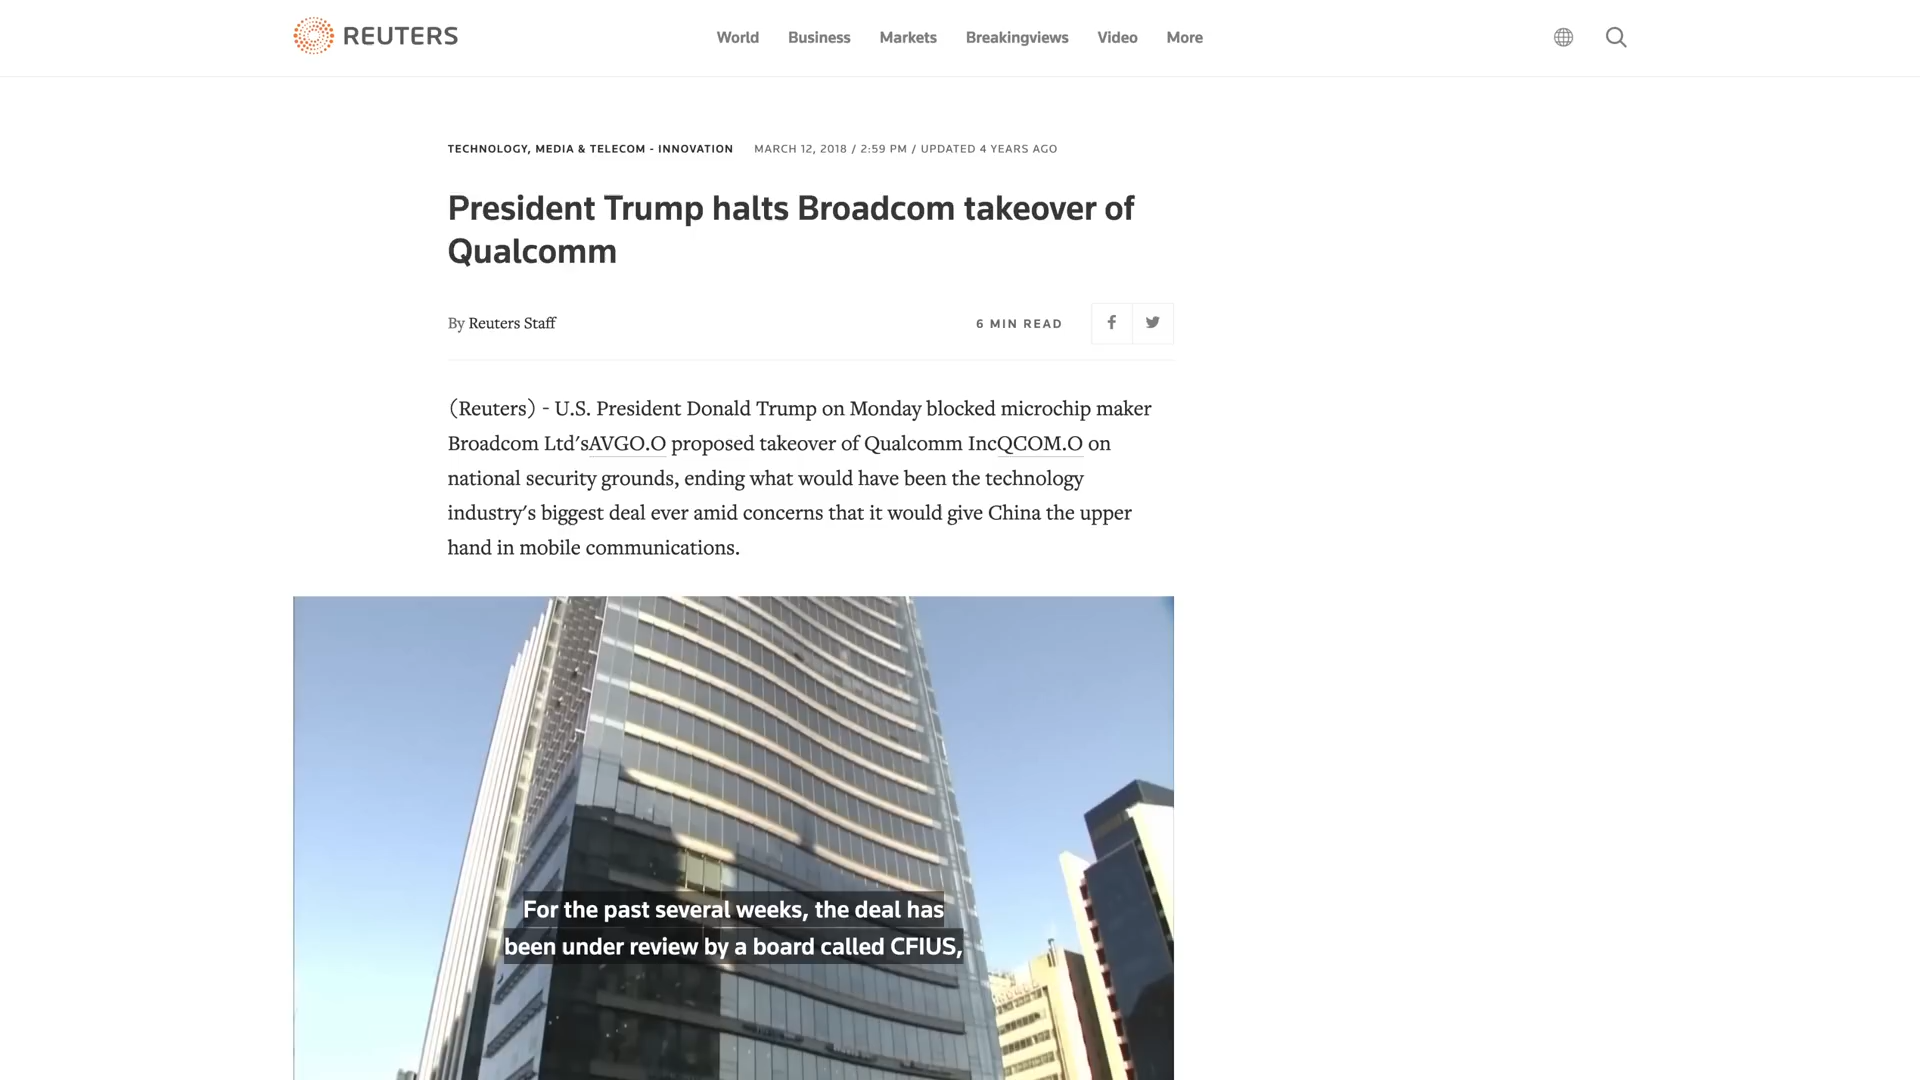 REUTERS
World Business Markets Breakingviews Video More
TECHNOLOGY, MEDIA & TELECOM - INNOVATION MARCH 12, 2018 / 2:59 PM / UPDATED 4 YEARS AGO
President Trump halts Broadcom takeover of
Qualcomm
By Reuters Staff
6 MIN READ
(Reuters) - U.S. President Donald Trump on Monday blocked microchip maker
Broadcom Ltd'sAVGO.O proposed takeover of Qualcomm IncQCOM.O on
national security grounds, ending what would have been the technology
industry's biggest deal ever amid concerns that it would give China the upper
hand in mobile communications.
For the past several weeks, the deal has
been under review by a board called CFIUS,